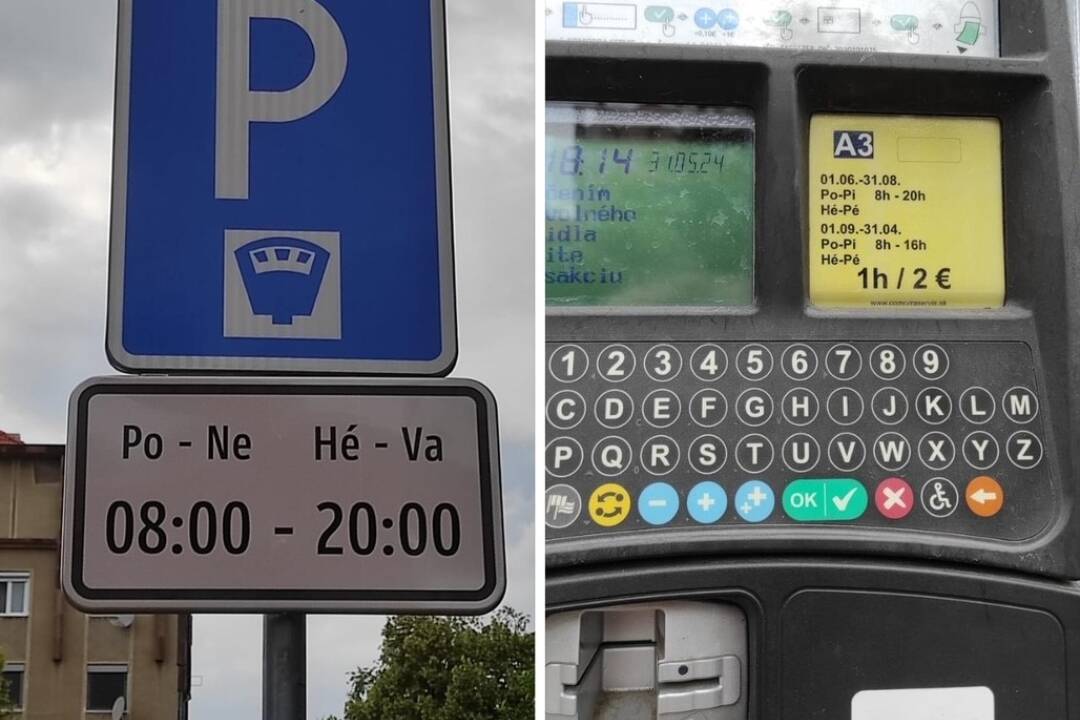 P
Po - Ne Hé - Va
08:00 - 20:00
18:14 31.05.24
A3
01.06.-31.08.
Po-Pi 8h - 20h
Hé-Pé
01.09.-31.04.
Po-Pi 8h - 16h
Hé-Pé
1h / 2 €
1 2 3 4 5 6 7 8 9
C D E F G H I J K L M
P Q R S T U V W X Y Z
- + + OK